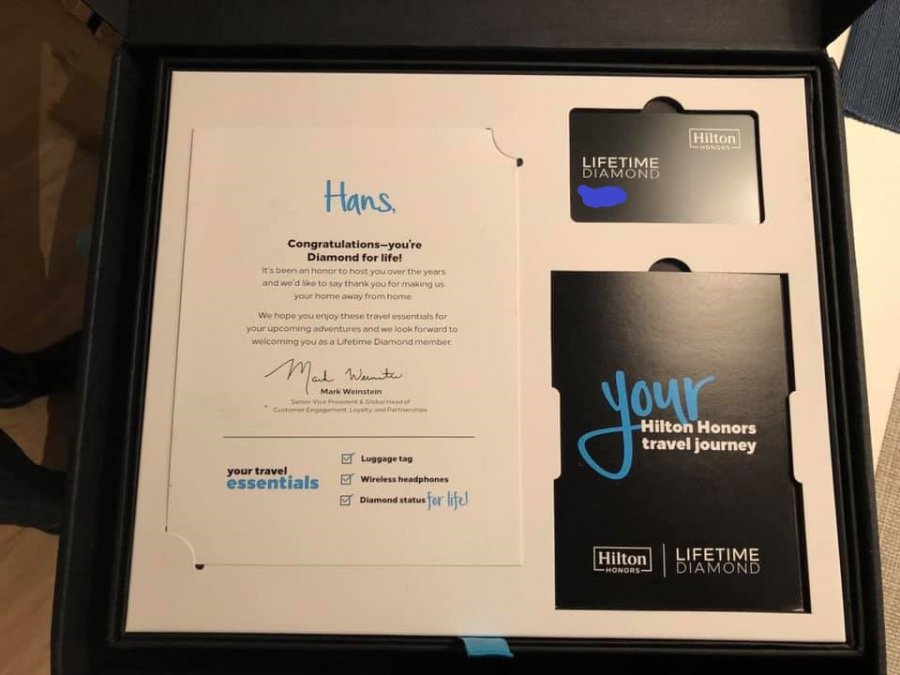 Hans,
Congratulations—you're
Diamond for life!
It's been an honor to host you over the years
and we'd like to say thank you for making us
your home away from home.
We hope you enjoy these travel essentials for
your upcoming adventures and we look forward to
welcoming you as a Lifetime Diamond member.
Mark Weinstein
Mark Weinstein
Senior Vice President & Global Head of
Customer Engagement, Loyalty and Partnerships
your travel
essentials
Luggage tag
Wireless headphones
Diamond status for life!
Hilton
HONORS
LIFETIME
DIAMOND
your
Hilton Honors
travel journey
Hilton
HONORS
LIFETIME
DIAMOND